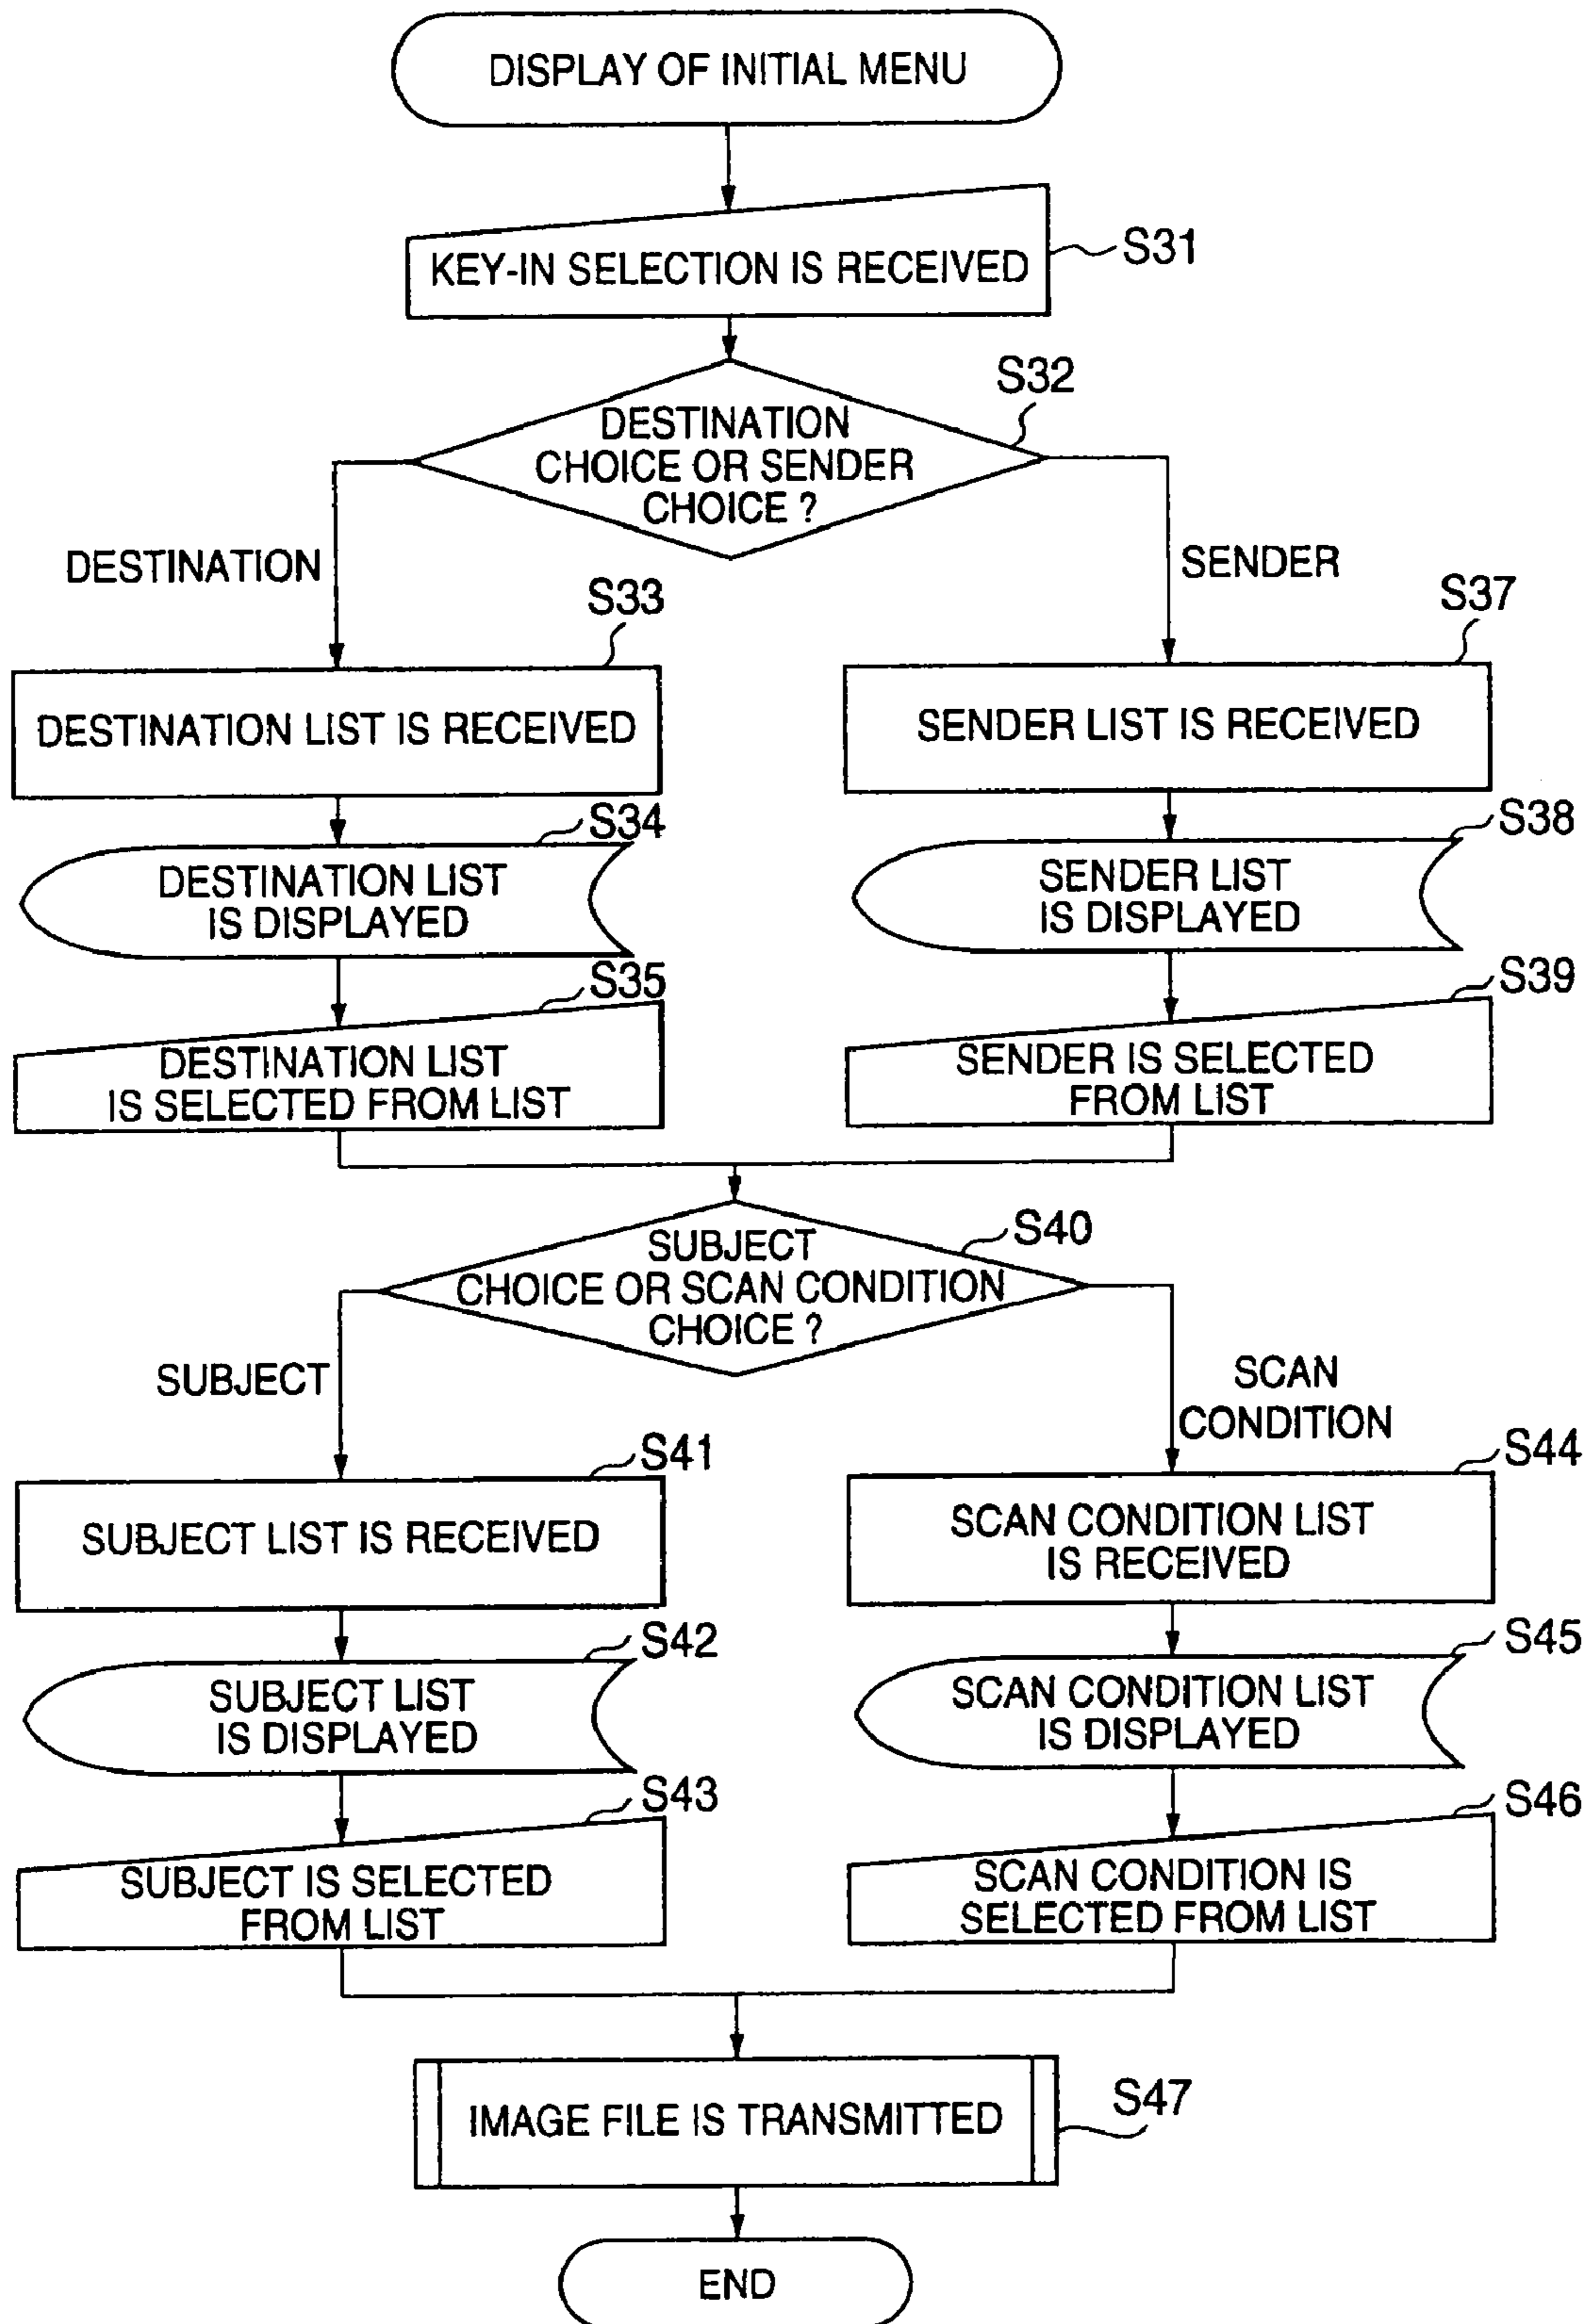 DISPLAY OF INITIAL MENU
KEY-IN SELECTION IS RECEIVED
S31
S32
DESTINATION
CHOICE OR SENDER
CHOICE ?
DESTINATION
SENDER
S33
S37
DESTINATION LIST IS RECEIVED
SENDER LIST IS RECEIVED
S34
S38
DESTINATION LIST
IS DISPLAYED
SENDER LIST
IS DISPLAYED
S35
S39
DESTINATION LIST
IS SELECTED FROM LIST
SENDER IS SELECTED
FROM LIST
S40
SUBJECT
CHOICE OR SCAN CONDITION
CHOICE ?
SUBJECT
SCAN
CONDITION
S41
S44
SUBJECT LIST IS RECEIVED
SCAN CONDITION LIST
IS RECEIVED
S42
S45
SUBJECT LIST
IS DISPLAYED
SCAN CONDITION LIST
IS DISPLAYED
S43
S46
SUBJECT IS SELECTED
FROM LIST
SCAN CONDITION IS
SELECTED FROM LIST
IMAGE FILE IS TRANSMITTED
S47
END